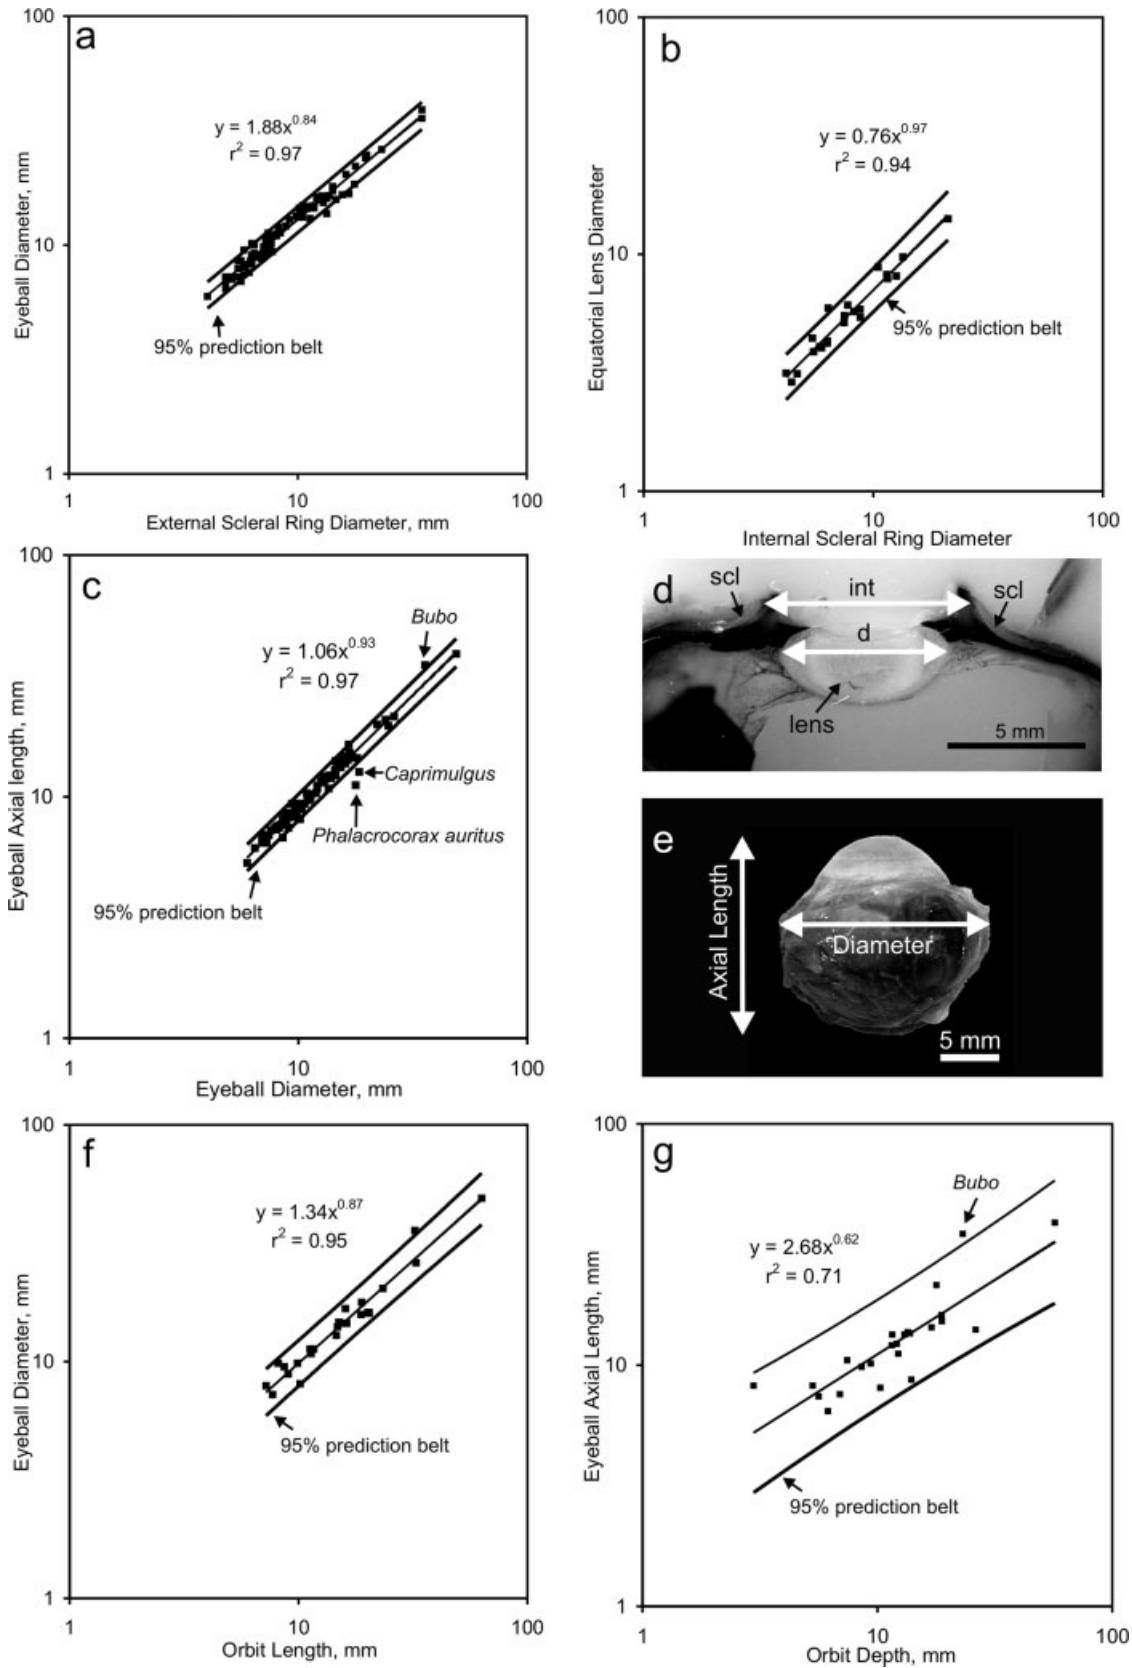 a
100
10
1
1
10
100
y = 1.88x^0.84
r² = 0.97
95% prediction belt
Eyeball Diameter, mm
External Scleral Ring Diameter, mm
b
100
10
1
1
10
100
y = 0.76x^0.97
r² = 0.94
95% prediction belt
Equatorial Lens Diameter
Internal Scleral Ring Diameter
c
100
10
1
1
10
100
Bubo
y = 1.06x^0.93
r² = 0.97
Caprimulgus
Phalacrocorax auritus
95% prediction belt
Eyeball Axial length, mm
Eyeball Diameter, mm
d
scl
int
scl
d
lens
5 mm
e
Axial Length
Diameter
5 mm
f
100
10
1
1
10
100
y = 1.34x^0.87
r² = 0.95
95% prediction belt
Eyeball Diameter, mm
Orbit Length, mm
g
100
10
1
1
10
100
Bubo
y = 2.68x^0.62
r² = 0.71
95% prediction belt
Eyeball Axial Length, mm
Orbit Depth, mm